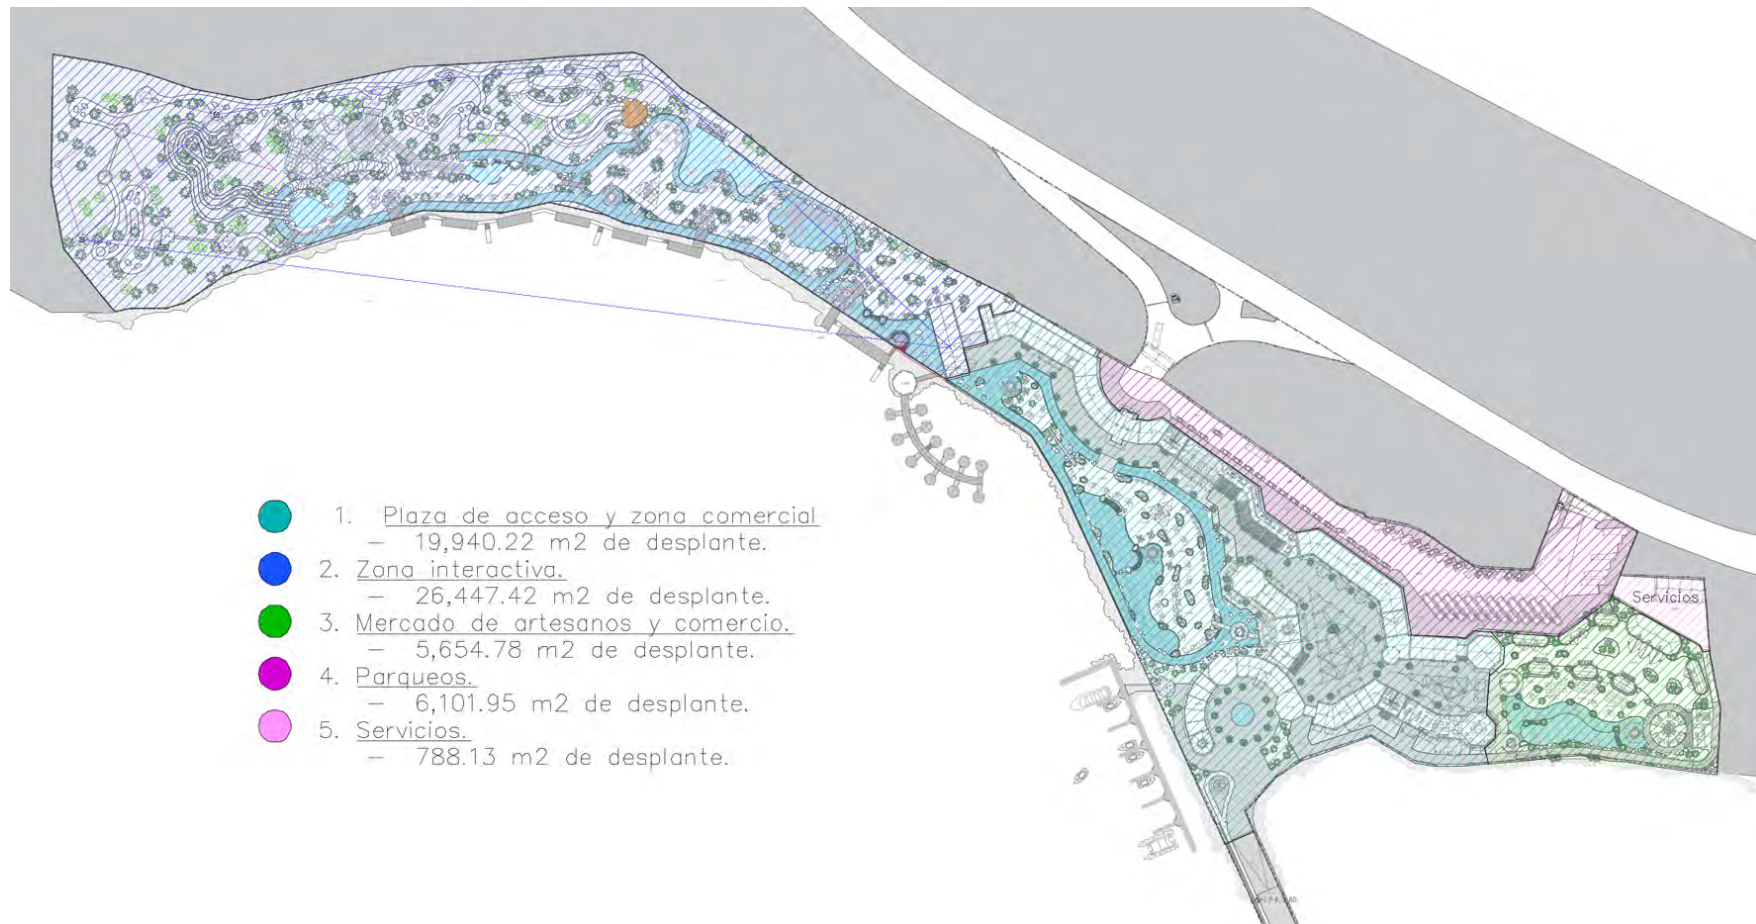 1. Plaza de acceso y zona comercial
– 19,940.22 m2 de desplante.
2. Zona interactiva.
– 26,447.42 m2 de desplante.
3. Mercado de artesanos y comercio.
– 5,654.78 m2 de desplante.
4. Parqueos.
– 6,101.95 m2 de desplante.
5. Servicios.
– 788.13 m2 de desplante.
Servicios